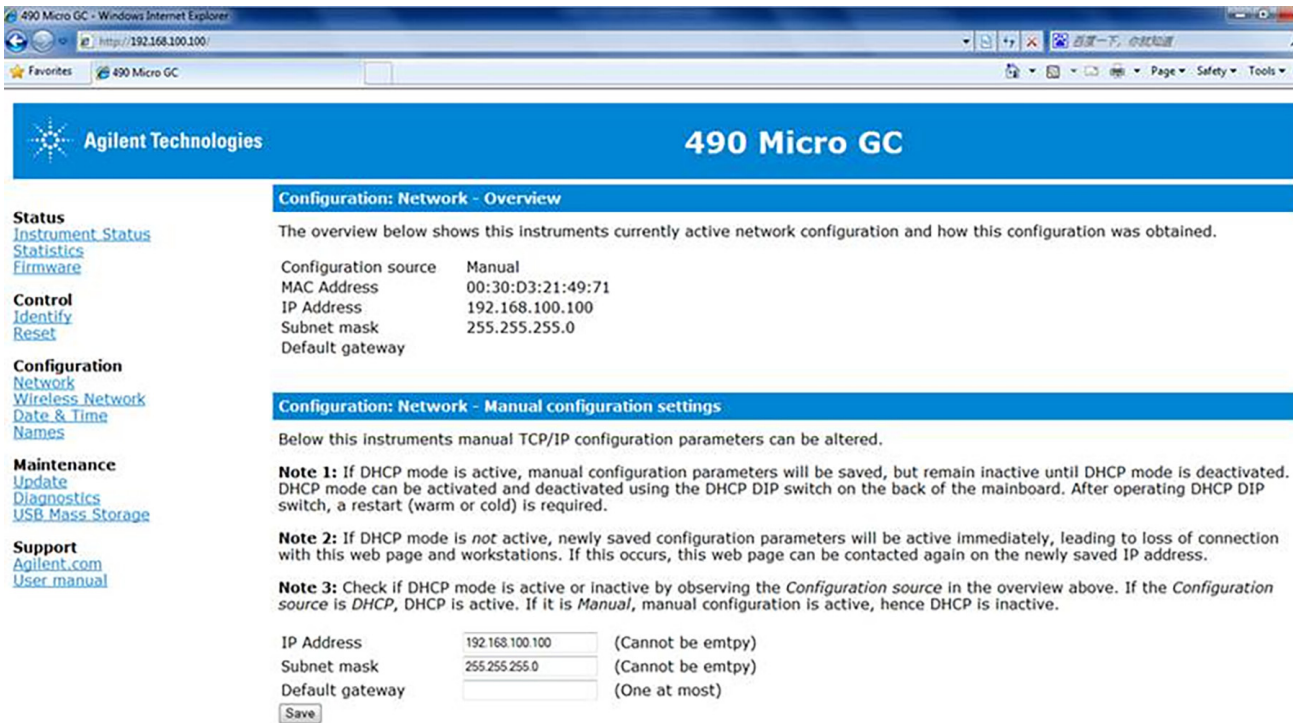 490 Micro GC - Windows Internet Explorer
http://192.168.100.100/
百度一下，你就知道
Favorites
490 Micro GC
Page
Safety
Tools
Agilent Technologies
490 Micro GC
Status
Instrument Status
Statistics
Firmware
Control
Identify
Reset
Configuration
Network
Wireless Network
Date & Time
Names
Maintenance
Update
Diagnostics
USB Mass Storage
Support
Agilent.com
User manual
Configuration: Network - Overview
The overview below shows this instruments currently active network configuration and how this configuration was obtained.
Configuration source Manual
MAC Address 00:30:D3:21:49:71
IP Address 192.168.100.100
Subnet mask 255.255.255.0
Default gateway
Configuration: Network - Manual configuration settings
Below this instruments manual TCP/IP configuration parameters can be altered.
Note 1: If DHCP mode is active, manual configuration parameters will be saved, but remain inactive until DHCP mode is deactivated.
DHCP mode can be activated and deactivated using the DHCP DIP switch on the back of the mainboard. After operating DHCP DIP
switch, a restart (warm or cold) is required.
Note 2: If DHCP mode is not active, newly saved configuration parameters will be active immediately, leading to loss of connection
with this web page and workstations. If this occurs, this web page can be contacted again on the newly saved IP address.
Note 3: Check if DHCP mode is active or inactive by observing the Configuration source in the overview above. If the Configuration
source is DHCP, DHCP is active. If it is Manual, manual configuration is active, hence DHCP is inactive.
IP Address 192.168.100.100 (Cannot be emtpy)
Subnet mask 255.255.255.0 (Cannot be emtpy)
Default gateway (One at most)
Save